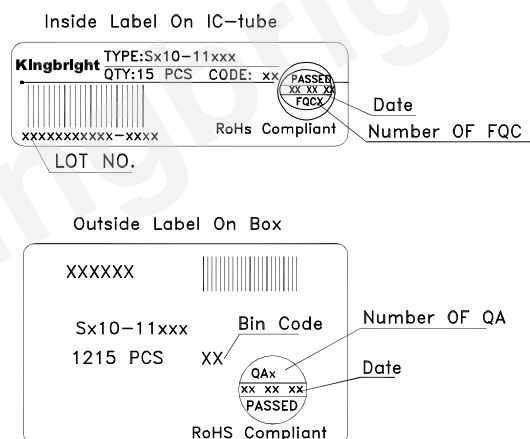 Inside Label On IC-tube
Kingbright
TYPE:Sx10-11xxx
QTY:15 PCS CODE: xx
PASSED
xx xx xx
FQCX
Date
xxxxxxxxxxx-xxxx
RoHs Compliant
Number OF FQC
LOT NO.
Outside Label On Box
XXXXXX
Sx10-11xxx
Bin Code
Number OF QA
1215 PCS
XX
QAx
Date
xx xx xx
PASSED
RoHS Compliant